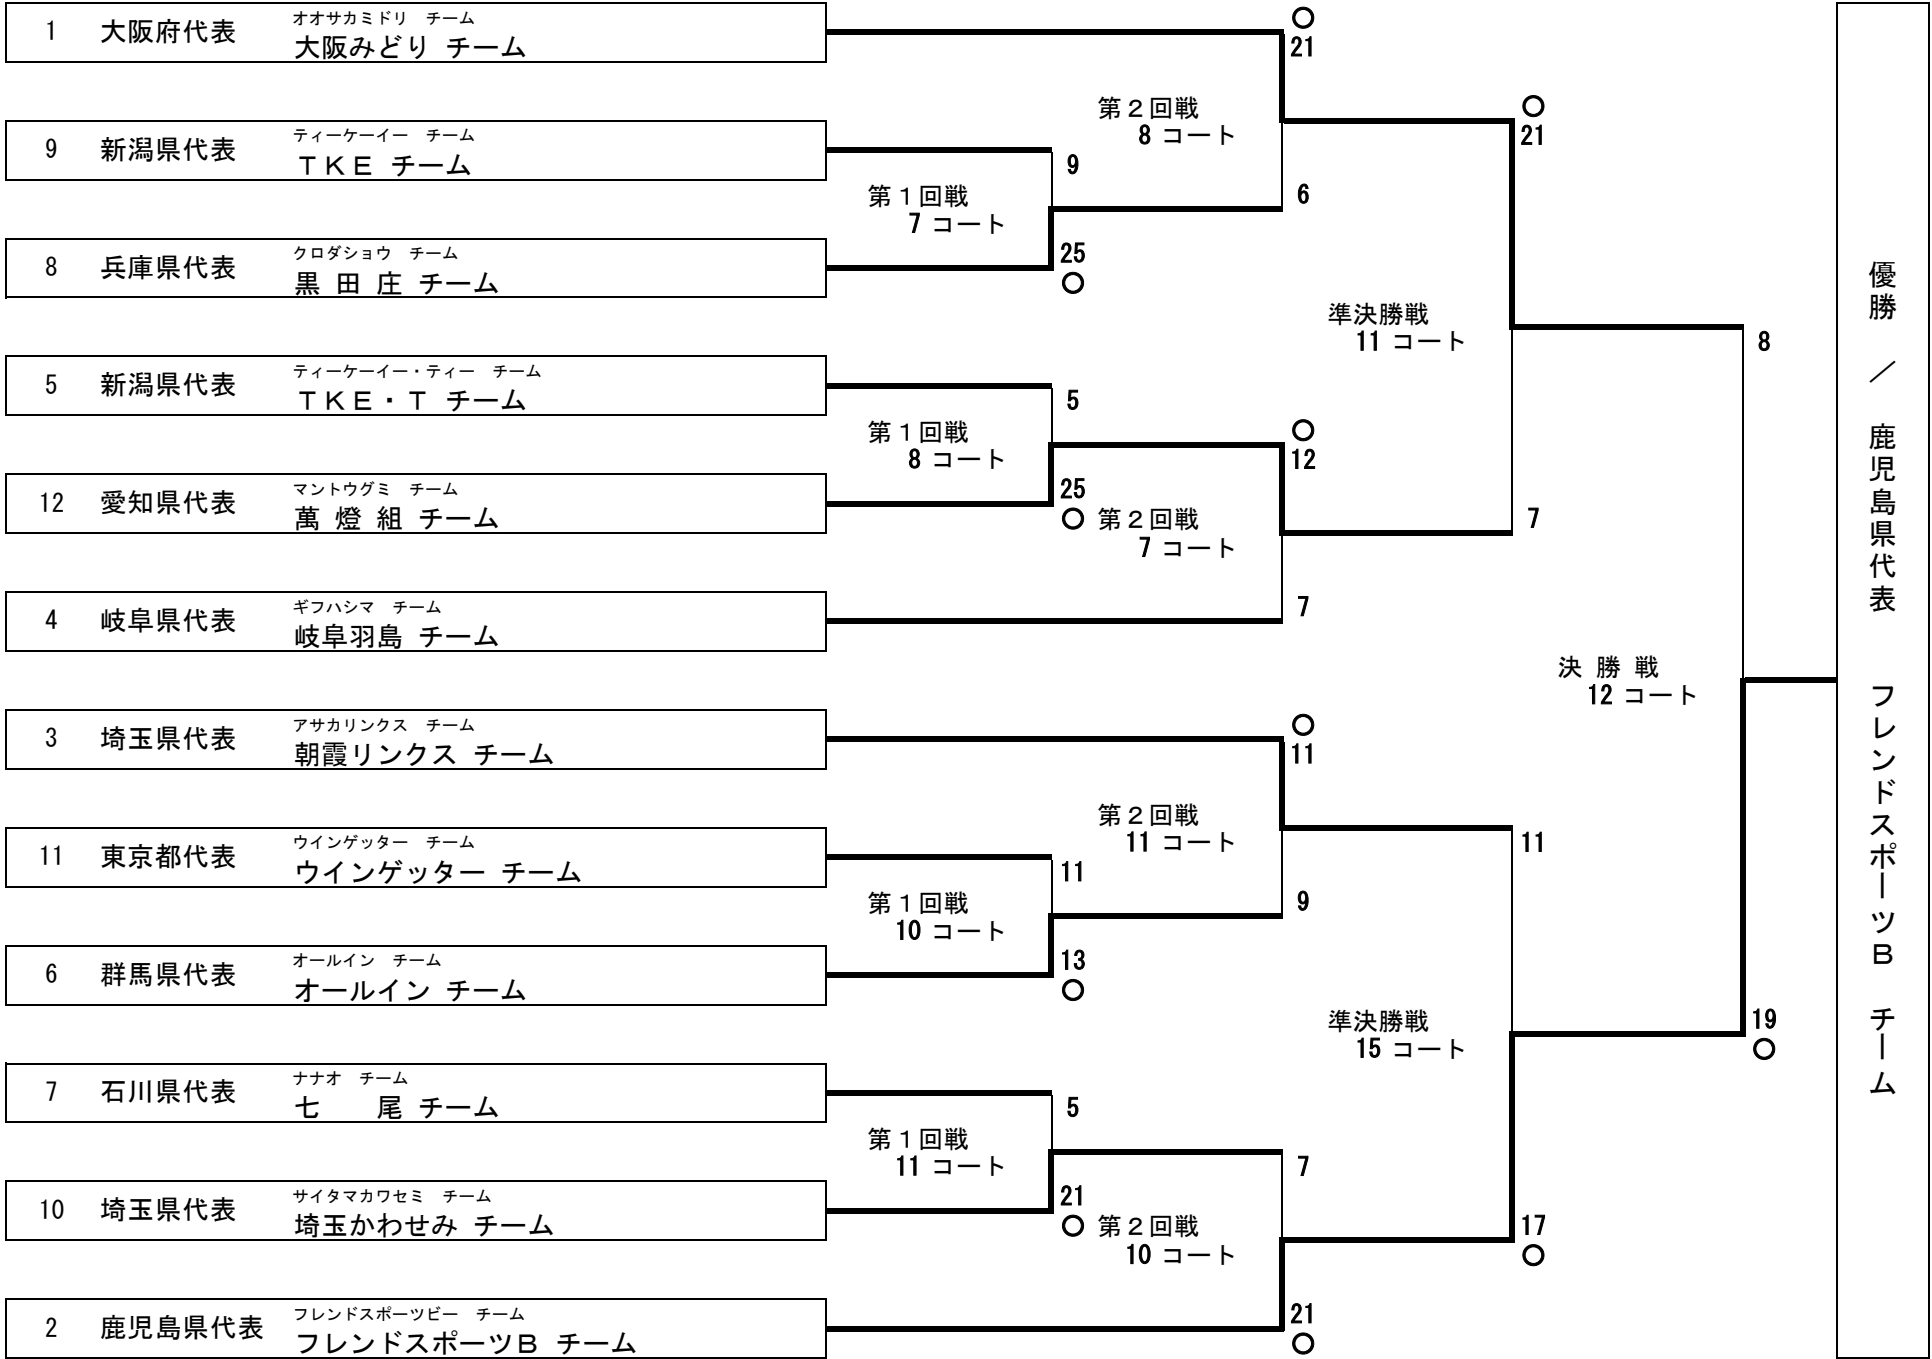 1 大阪府代表
オオサカミドリ チーム
大阪みどり チーム
9 新潟県代表
ティーケーイー チーム
ＴＫＥ チーム
8 兵庫県代表
クロダショウ チーム
黒 田 庄 チーム
5 新潟県代表
ティーケーイー・ティー チーム
ＴＫＥ・Ｔ チーム
12 愛知県代表
マントウグミ チーム
萬 燈 組 チーム
4 岐阜県代表
ギフハシマ チーム
岐阜羽島 チーム
3 埼玉県代表
アサカリンクス チーム
朝霞リンクス チーム
11 東京都代表
ウインゲッター チーム
ウインゲッター チーム
6 群馬県代表
オールイン チーム
オールイン チーム
7 石川県代表
ナナオ チーム
七 尾 チーム
10 埼玉県代表
サイタマカワセミ チーム
埼玉かわせみ チーム
2 鹿児島県代表
フレンドスポーツビー チーム
フレンドスポーツＢ チーム
第１回戦
7 コート
9
25
○
第１回戦
8 コート
5
25
○
第１回戦
10 コート
11
13
○
第１回戦
11 コート
5
21
○
第２回戦
8 コート
○
21
6
第２回戦
7 コート
○
12
7
第２回戦
11 コート
○
11
9
第２回戦
10 コート
7
21
○
準決勝戦
11 コート
○
21
7
準決勝戦
15 コート
11
17
○
決 勝 戦
12 コート
8
19
○
優勝 ／ 鹿児島県代表 フレンドスポーツＢ チーム